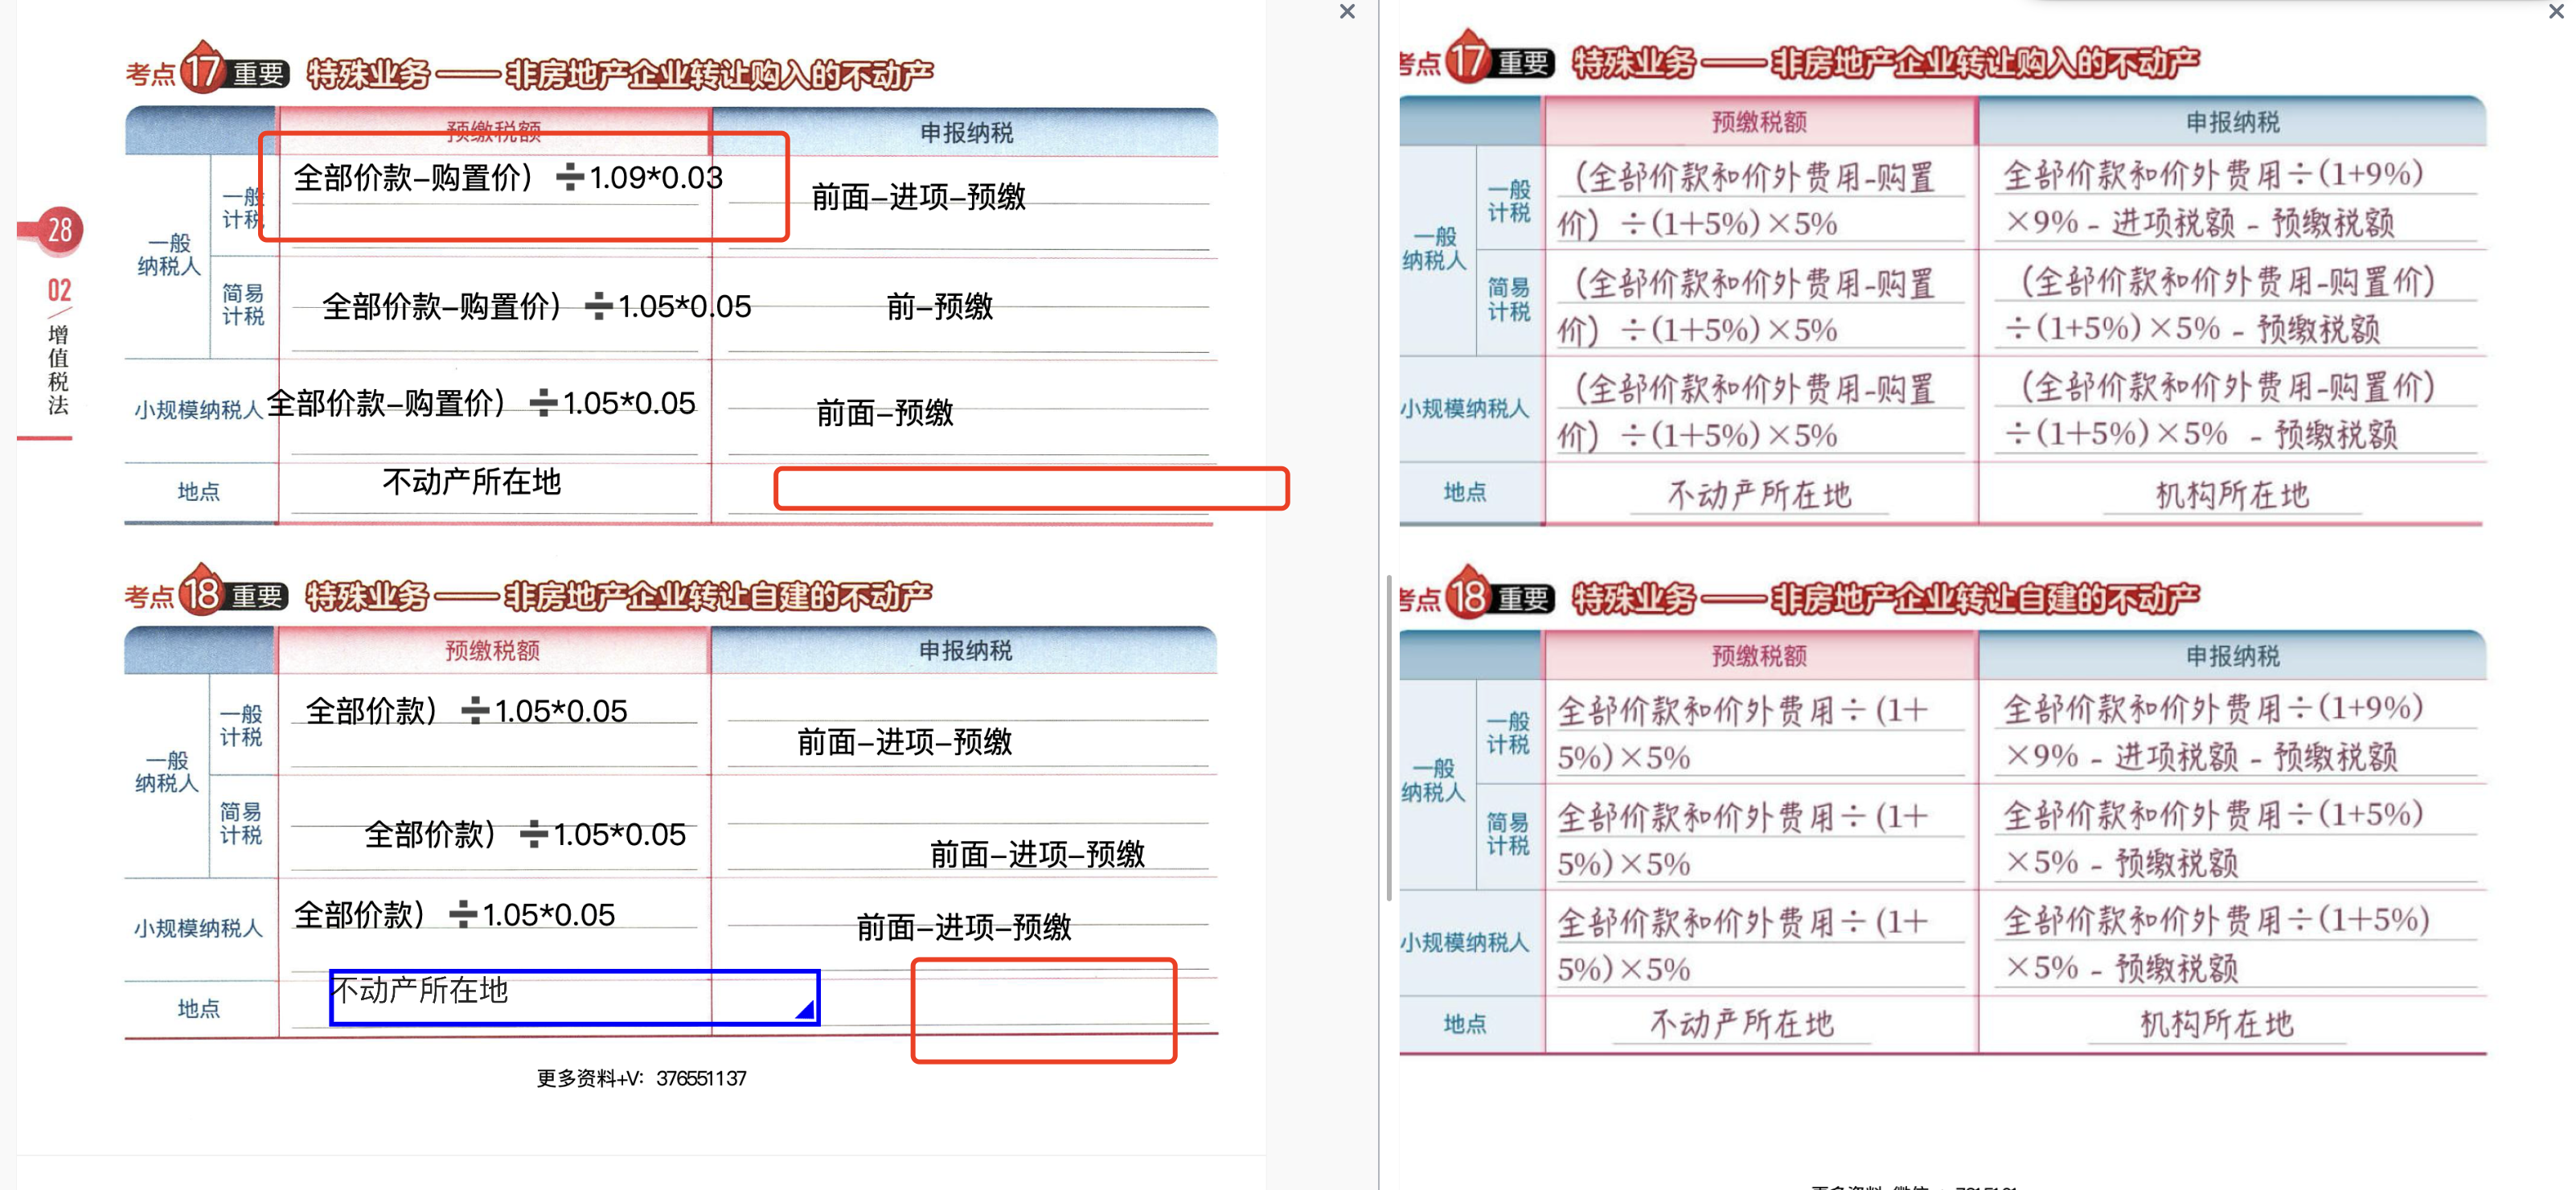 考点17重要 特殊业务——非房地产企业转让购入的不动产
预缴税额 申报纳税
一般纳税人
一般计税
全部价款-购置价）➗1.09*0.03
前面-进项-预缴
简易计税
全部价款-购置价）➗1.05*0.05
前-预缴
小规模纳税人
全部价款-购置价）➗1.05*0.05
前面-预缴
地点
不动产所在地
28
02
增值税法
考点18重要 特殊业务——非房地产企业转让自建的不动产
预缴税额 申报纳税
一般纳税人
一般计税
全部价款）➗1.05*0.05
前面-进项-预缴
简易计税
全部价款）➗1.05*0.05
前面-进项-预缴
小规模纳税人
全部价款）➗1.05*0.05
前面-进项-预缴
地点
不动产所在地
更多资料+V：376551137
考点17重要 特殊业务——非房地产企业转让购入的不动产
预缴税额 申报纳税
一般纳税人
一般计税
（全部价款和价外费用-购置
价）÷(1+5%)×5%
全部价款和价外费用÷(1+9%)
×9% - 进项税额 - 预缴税额
简易计税
（全部价款和价外费用-购置
价）÷(1+5%)×5%
（全部价款和价外费用-购置价）
÷(1+5%)×5% - 预缴税额
小规模纳税人
（全部价款和价外费用-购置
价）÷(1+5%)×5%
（全部价款和价外费用-购置价）
÷(1+5%)×5% - 预缴税额
地点
不动产所在地
机构所在地
考点18重要 特殊业务——非房地产企业转让自建的不动产
预缴税额 申报纳税
一般纳税人
一般计税
全部价款和价外费用÷(1+
5%)×5%
全部价款和价外费用÷(1+9%)
×9% - 进项税额 - 预缴税额
简易计税
全部价款和价外费用÷(1+
5%)×5%
全部价款和价外费用÷(1+5%)
×5% - 预缴税额
小规模纳税人
全部价款和价外费用÷(1+
5%)×5%
全部价款和价外费用÷(1+5%)
×5% - 预缴税额
地点
不动产所在地
机构所在地